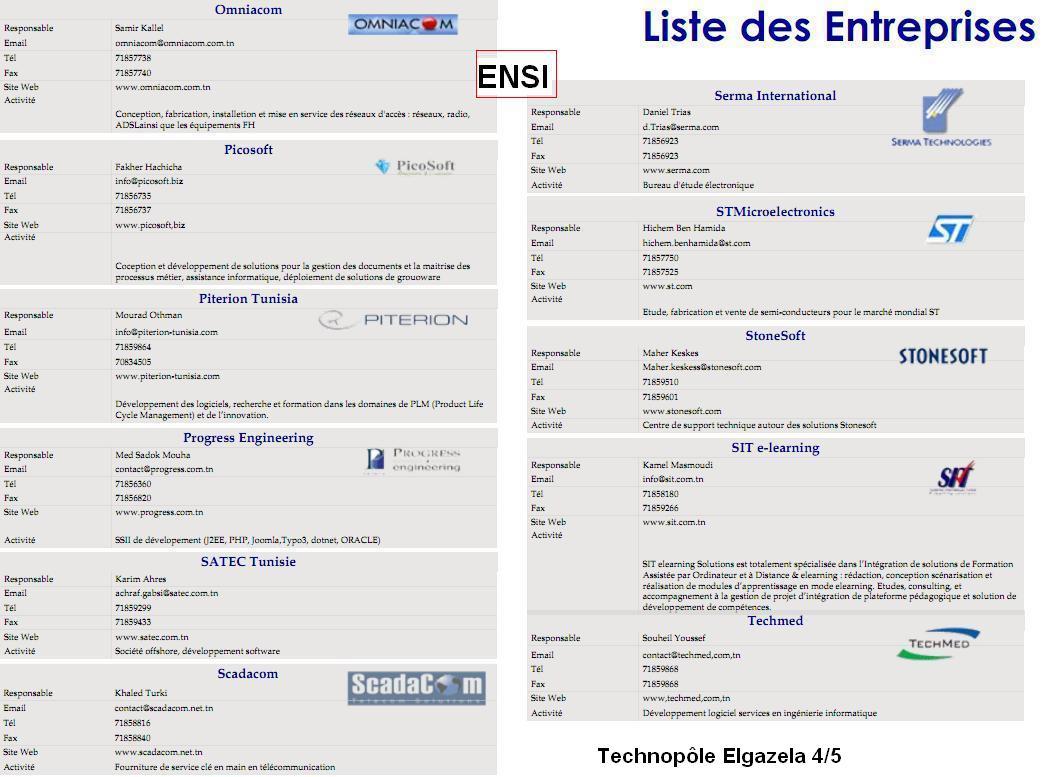 Liste des Entreprises
ENSI
Omniacom
OMNIACOM
Responsable Samir Kallel
Email omniacom@omniacom.com.tn
Tél 71857738
Fax 71857740
Site Web www.omniacom.com.tn
Activité
Conception, fabrication, installetion et mise en service des réseaux d'accès : réseaux, radio,
ADSLainsi que les équipements FH
Picosoft
PicoSoft
Responsable Fakher Hachicha
Email info@picosoft.biz
Tél 71856735
Fax 71856737
Site Web www.picosoft,biz
Activité
Coception et développement de solutions pour la gestion des documents et la maitrise des
processus métier, assistance informatique, déploiement de solutions de grouoware
Piterion Tunisia
PITERION
Responsable Mourad Othman
Email info@piterion-tunisia.com
Tél 71859864
Fax 70834505
Site Web www.piterion-tunisia.com
Activité
Développement des logiciels, recherche et formation dans les domaines de PLM (Product Life
Cycle Management) et de l'innovation.
Progress Engineering
PROGRESS
engineering
Responsable Med Sadok Mouha
Email contact@progress.com.tn
Tél 71856360
Fax 71856820
Site Web www.progress.com.tn
Activité SSII de dévelopement (J2EE, PHP, Joomla,Typo3, dotnet, ORACLE)
SATEC Tunisie
Responsable Karim Ahres
Email achraf.gabsi@satec.com.tn
Tél 71859299
Fax 71859433
Site Web www.satec.com.tn
Activité Société offshore, développement software
Scadacom
ScadaCom
Telecom Solutions
Responsable Khaled Turki
Email contact@scadacom.net.tn
Tél 71858816
Fax 71858840
Site Web www.scadacom.net.tn
Activité Fourniture de service clé en main en télécommunication
Serma International
SERMA TECHNOLOGIES
Responsable Daniel Trias
Email d.Trias@serma.com
Tél 71856923
Fax 71856923
Site Web www.serma.com
Activité Bureau d'étude électronique
STMicroelectronics
ST
Responsable Hichem Ben Hamida
Email hichem.benhamida@st.com
Tél 71857750
Fax 71857525
Site Web www.st.com
Activité
Etude, fabrication et vente de semi-conducteurs pour le marché mondial ST
StoneSoft
STONESOFT
Responsable Maher Keskes
Email Maher.keskess@stonesoft.com
Tél 71859510
Fax 71859601
Site Web www.stonesoft.com
Activité Centre de support technique autour des solutions Stonesoft
SIT e-learning
SIT
Responsable Kamel Masmoudi
Email info@sit.com.tn
Tél 71858180
Fax 71859266
Site Web www.sit.com.tn
Activité
SIT elearning Solutions est totalement spécialisée dans l'Intégration de solutions de Formation
Assistée par Ordinateur et à Distance & elearning : rédaction, conception scénarisation et
réalisation de modules d'apprentissage en mode elearning. Etudes, consulting, et
accompagnement à la gestion de projet d'intégration de plateforme pédagogique et solution de
développement de compétences.
Techmed
TECHMED
Responsable Souheil Youssef
Email contact@techmed,com,tn
Tél 71859868
Fax 71859868
Site Web www,techmed,com,tn
Activité Développement logiciel services en ingénierie informatique
Technopôle Elgazela 4/5